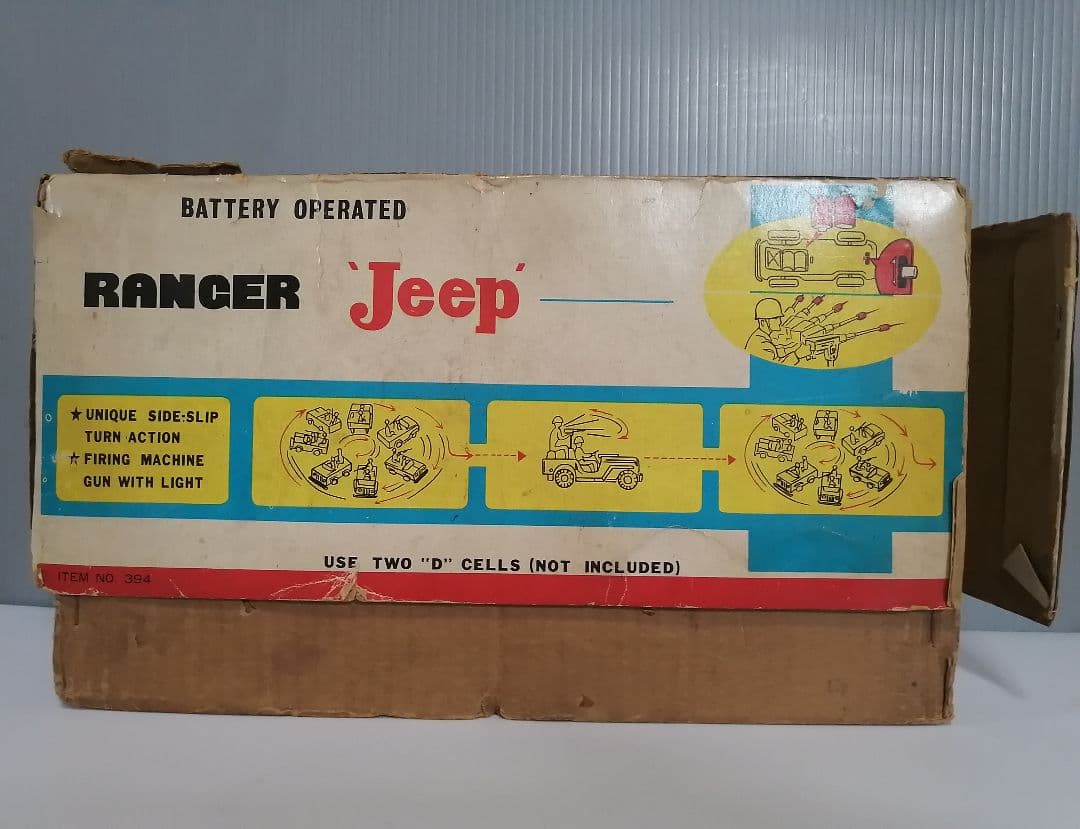 BATTERY OPERATED
RANGER 'Jeep'
★ UNIQUE SIDE-SLIP
TURN ACTION
★ FIRING MACHINE
GUN WITH LIGHT
USE TWO "D" CELLS (NOT INCLUDED)
ITEM NO. 394